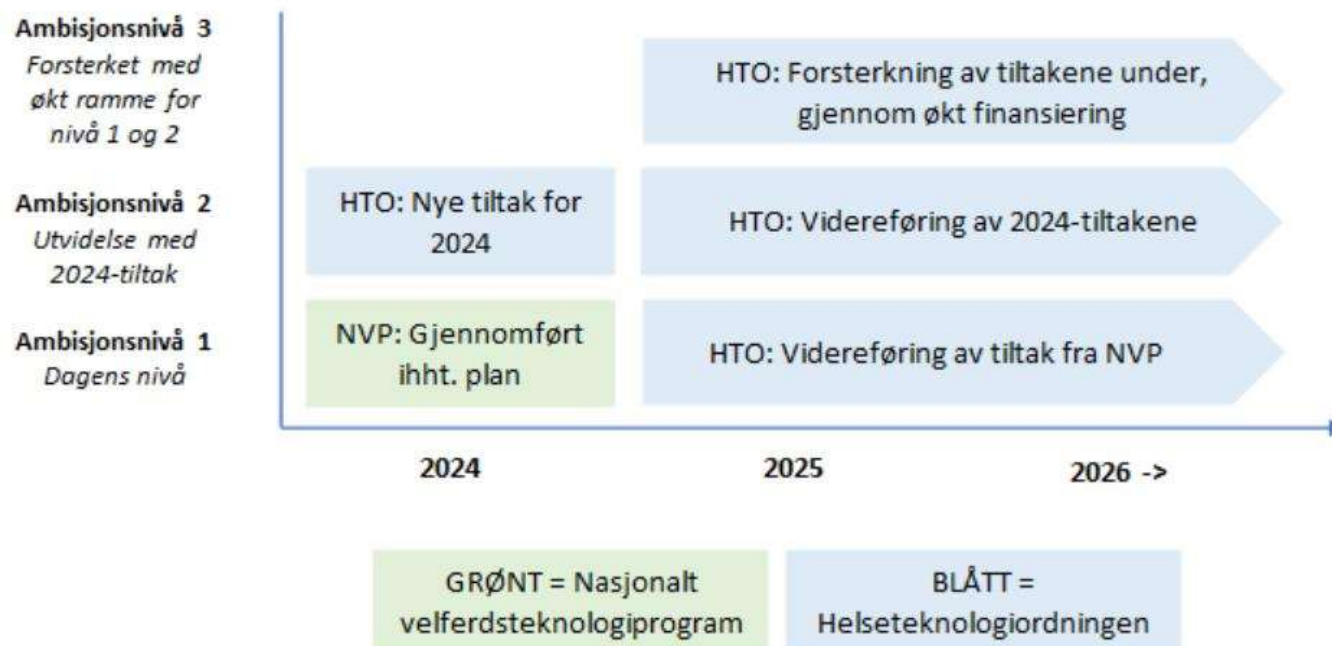 Ambisjonsnivå 3
Forsterket med
økt ramme for
nivå 1 og 2
HTO: Forsterkning av tiltakene under,
gjennom økt finansiering
Ambisjonsnivå 2
Utvidelse med
2024-tiltak
HTO: Nye tiltak for
2024
HTO: Videreføring av 2024-tiltakene
Ambisjonsnivå 1
Dagens nivå
NVP: Gjennomført
ihht. plan
HTO: Videreføring av tiltak fra NVP
2024
2025
2026 ->
GRØNT = Nasjonalt
velferdsteknologiprogram
BLÅTT =
Helseteknologiordningen